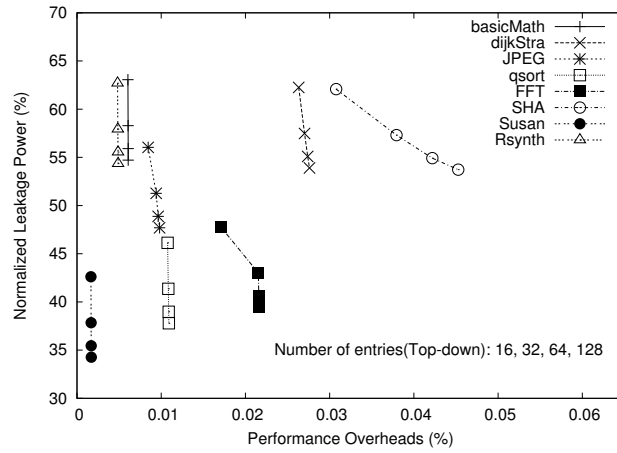 70
65
60
55
50
45
40
35
30
Normalized Leakage Power (%)
basicMath
dijkStra
JPEG
qsort
FFT
SHA
Susan
Rsynth
Number of entries(Top-down): 16, 32, 64, 128
0 0.01 0.02 0.03 0.04 0.05 0.06
Performance Overheads (%)